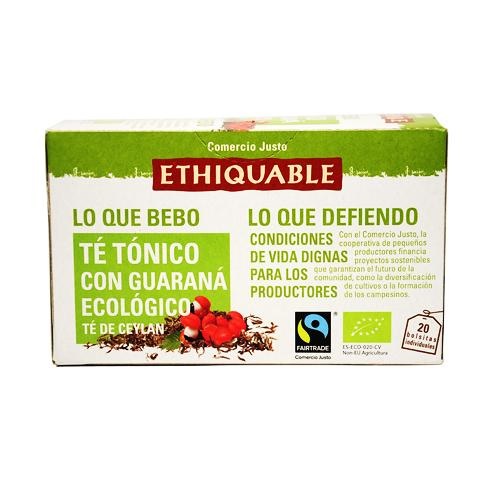 Comercio Justo
ETHIQUABLE
LO QUE BEBO
TÉ TÓNICO
CON GUARANÁ
ECOLÓGICO
TÉ DE CEYLAN
LO QUE DEFIENDO
CONDICIONES
DE VIDA DIGNAS
PARA LOS
PRODUCTORES
Con el Comercio Justo, la
cooperativa de pequeños
productores financia
proyectos sostenibles
que garantizan el futuro de la
comunidad, como la diversificación
de cultivos o la formación
de los campesinos.
FAIRTRADE
Comercio Justo
ES-ECO-020-CV
Non-EU Agricultura
20
bolsitas
individuales